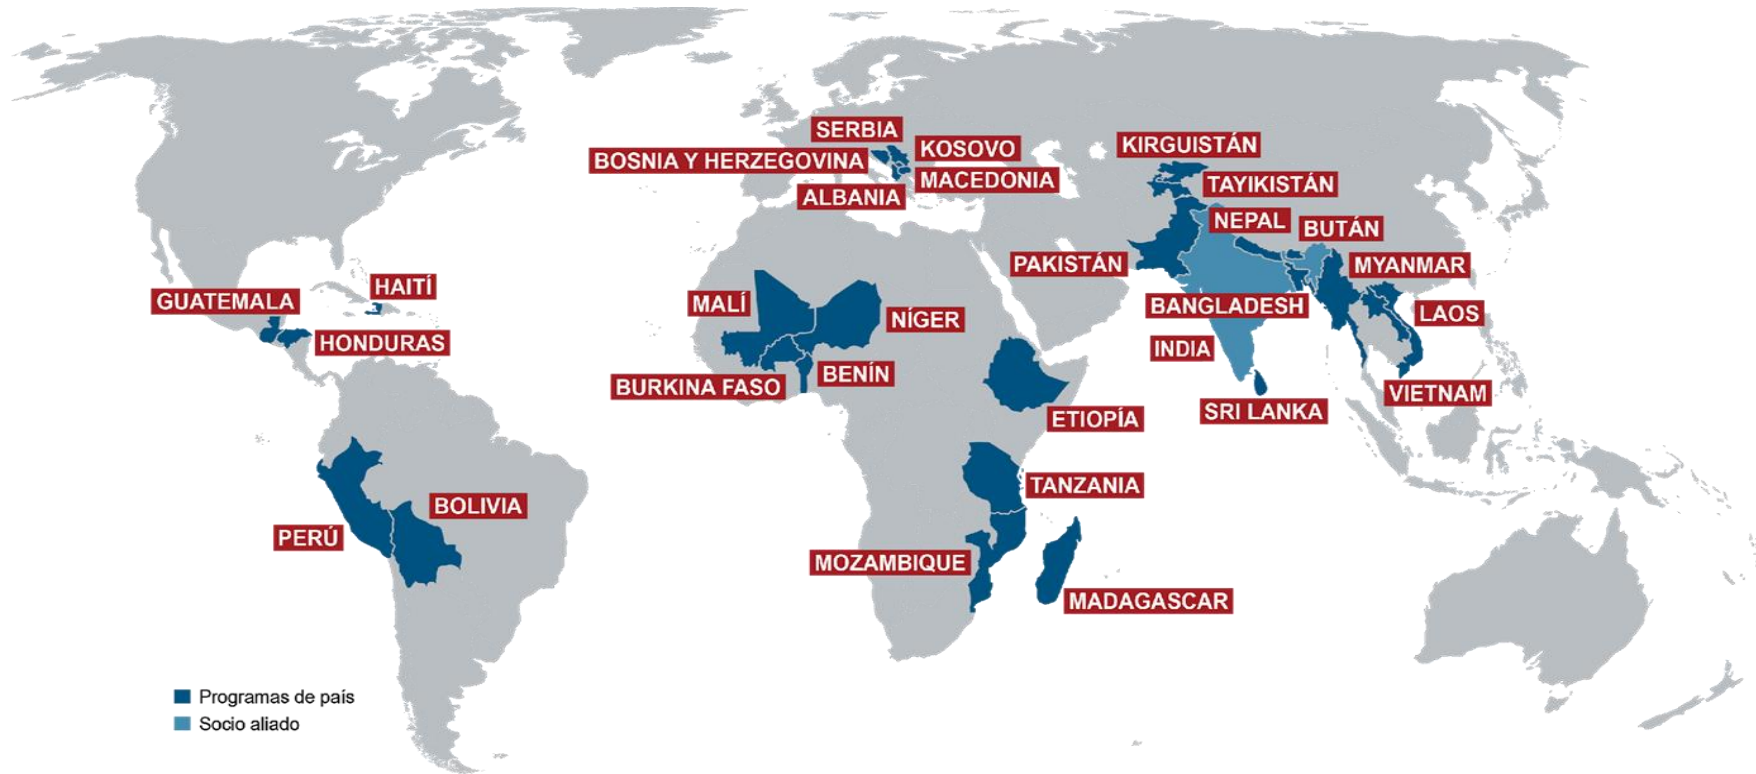 SERBIA
KOSOVO
BOSNIA Y HERZEGOVINA
MACEDONIA
ALBANIA
KIRGUISTÁN
TAYIKISTÁN
NEPAL
BUTÁN
PAKISTÁN
MYANMAR
HAITÍ
GUATEMALA
HONDURAS
MALÍ
NÍGER
BANGLADESH
LAOS
INDIA
BURKINA FASO
BENÍN
VIETNAM
SRI LANKA
ETIOPÍA
TANZANIA
BOLIVIA
PERÚ
MOZAMBIQUE
MADAGASCAR
Programas de país
Socio aliado